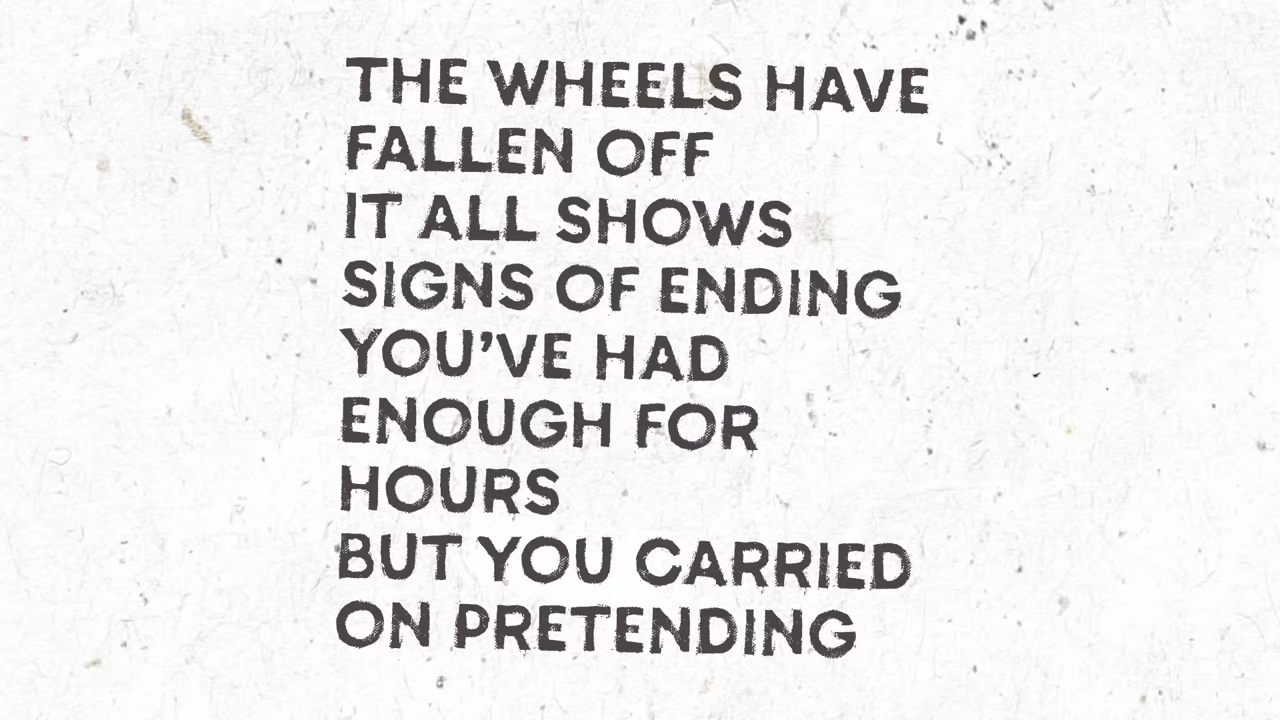 THE WHEELS HAVE
FALLEN OFF
IT ALL SHOWS
SIGNS OF ENDING
YOU’VE HAD
ENOUGH FOR
HOURS
BUT YOU CARRIED
ON PRETENDING